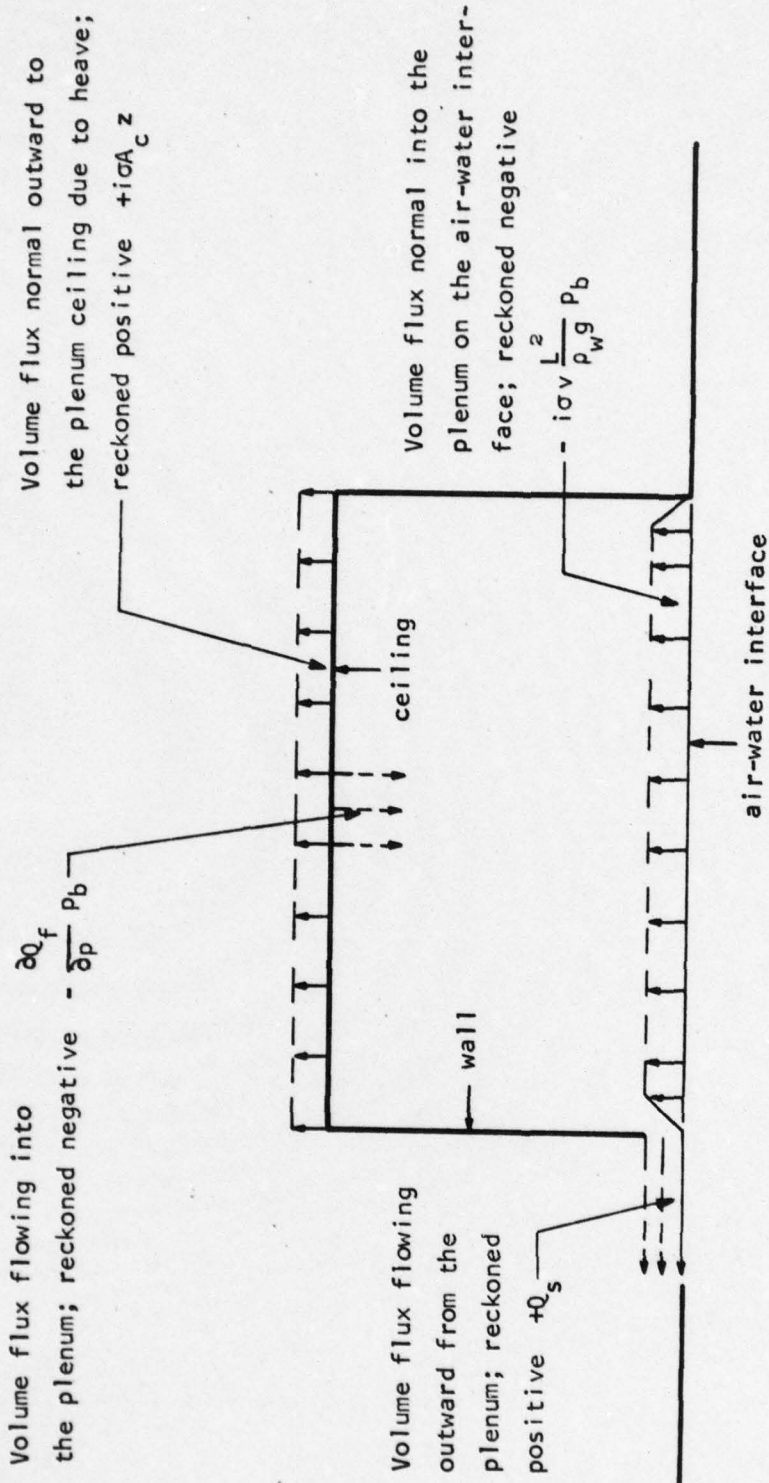 Volume flux flowing into
the plenum; reckoned negative - ∂Q_f/∂p p_b
Volume flux normal outward to
the plenum ceiling due to heave;
reckoned positive +iσA_c z
ceiling
wall
Volume flux flowing
outward from the
plenum; reckoned
positive +Q_s
Volume flux normal into the
plenum on the air-water inter-
face; reckoned negative
- iσν L²/ρ_w g p_b
air-water interface